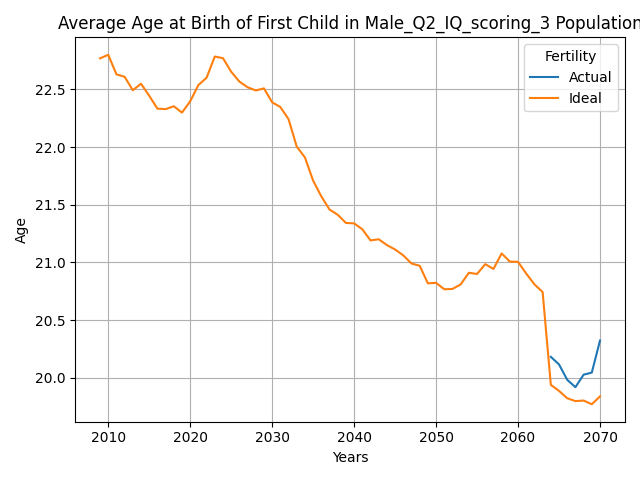 Average Age at Birth of First Child in Male_Q2_IQ_scoring_3 Population
Fertility
Actual
Ideal
22.5
22.0
21.5
21.0
20.5
20.0
Age
2010 2020 2030 2040 2050 2060 2070
Years